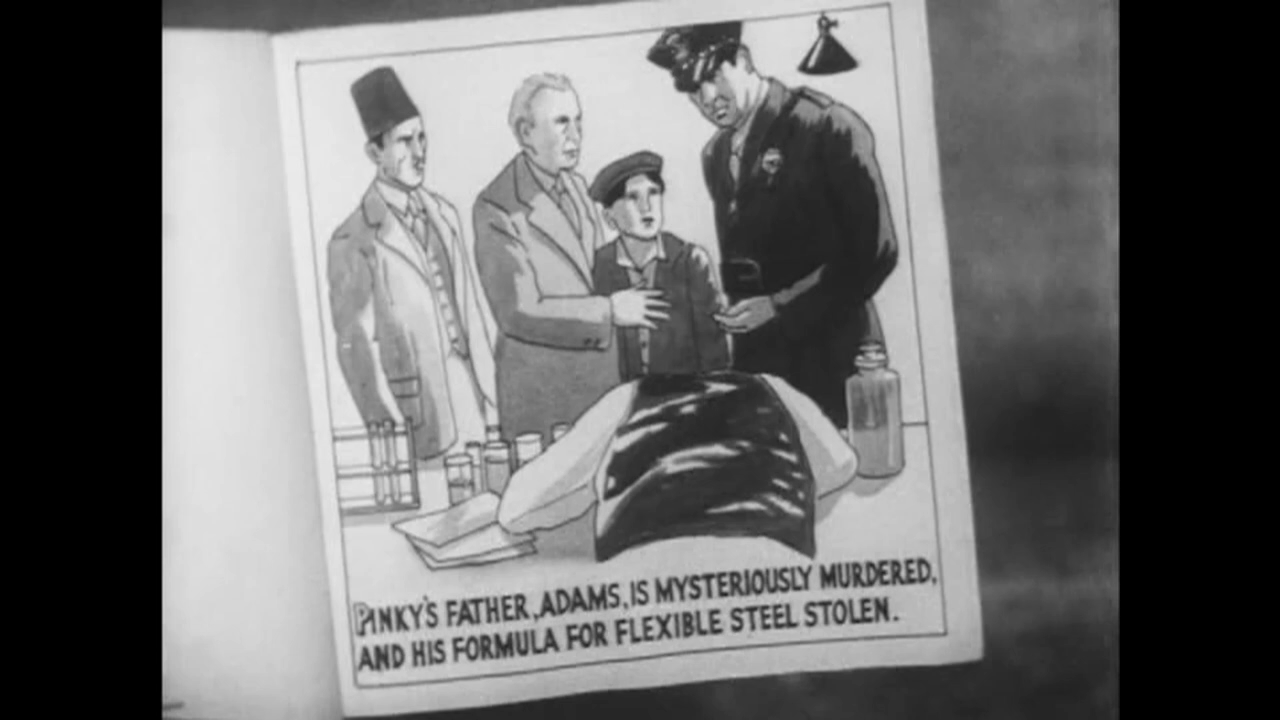 PINKY'S FATHER, ADAMS, IS MYSTERIOUSLY MURDERED,
AND HIS FORMULA FOR FLEXIBLE STEEL STOLEN.